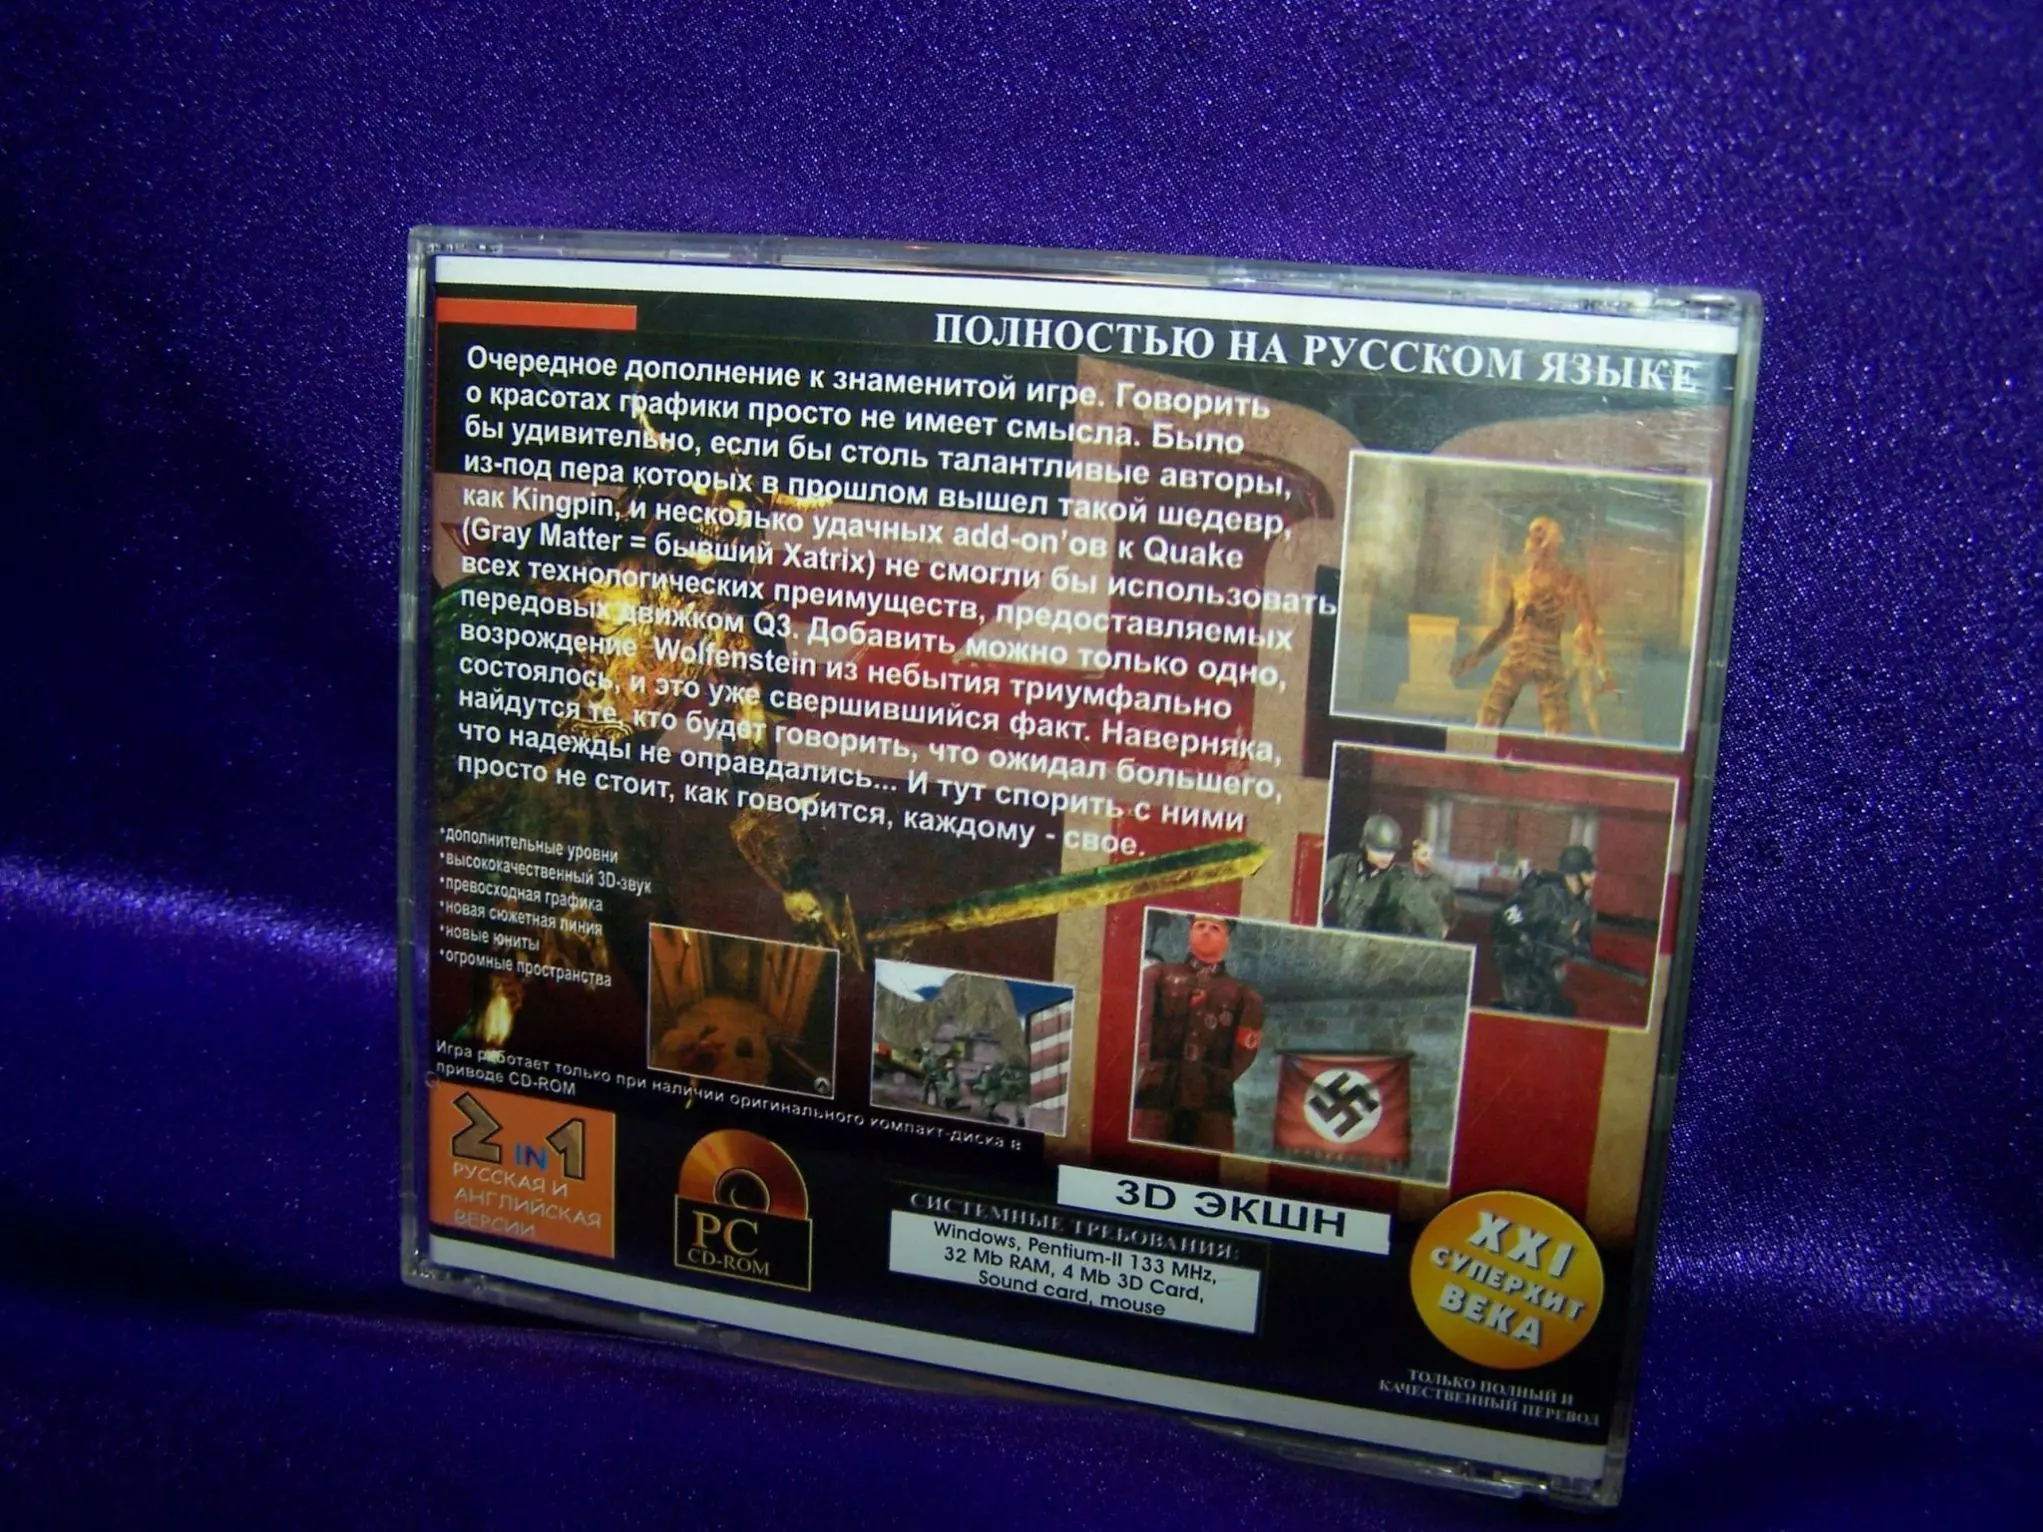 ПОЛНОСТЬЮ НА РУССКОМ ЯЗЫКЕ
Очередное дополнение к знаменитой игре. Говорить
о красотах графики просто не имеет смысла. Было
бы удивительно, если бы столь талантливые авторы,
из-под пера которых в прошлом вышел такой шедевр,
как Kingpin, и несколько удачных add-on'ов к Quake
(Gray Matter = бывший Xatrix) не смогли бы использовать
всех технологических преимуществ, предоставляемых
передовых движком Q3. Добавить можно только одно,
возрождение Wolfenstein из небытия триумфально
состоялось, и это уже свершившийся факт. Наверняка,
найдутся те, кто будет говорить, что ожидал большего,
что надежды не оправдались... И тут спорить с ними
просто не стоит, как говорится, каждому - свое.
*дополнительные уровни
*высококачественный 3D-звук
*превосходная графика
*новая сюжетная линия
*новые юниты
*огромные пространства
Игра работает только при наличии оригинального компакт-диска в
приводе CD-ROM
2 IN 1
РУССКАЯ И
АНГЛИЙСКАЯ
ВЕРСИИ
PC
CD-ROM
3D ЭКШН
СИСТЕМНЫЕ ТРЕБОВАНИЯ:
Windows, Pentium-II 133 MHz,
32 Mb RAM, 4 Mb 3D Card,
Sound card, mouse
XXI
СУПЕРХИТ
ВЕКА
ТОЛЬКО ПОЛНЫЙ И
КАЧЕСТВЕННЫЙ ПЕРЕВОД